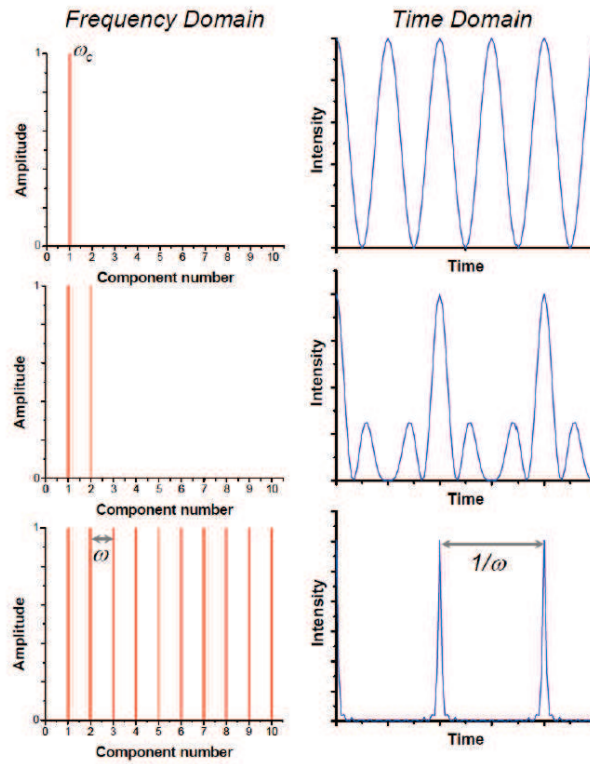 Frequency Domain
Time Domain
ω_c
1
Amplitude
0
0 1 2 3 4 5 6 7 8 9 10
Component number
Intensity
Time
1
Amplitude
0
0 1 2 3 4 5 6 7 8 9 10
Component number
Intensity
Time
1
Amplitude
ω
0
0 1 2 3 4 5 6 7 8 9 10
Component number
Intensity
1/ω
Time